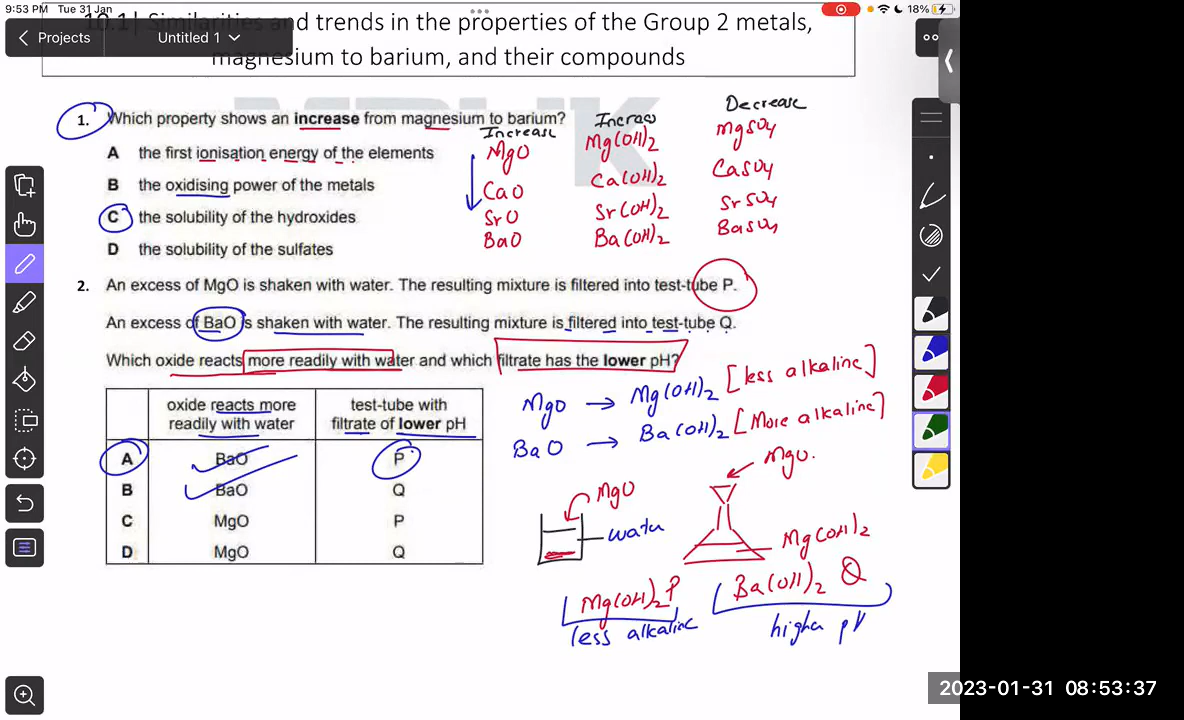 9:53 PM Tue 31 Jan
18%
10.1| Similarities and trends in the properties of the Group 2 metals,
Projects
Untitled 1
magnesium to barium, and their compounds
1. Which property shows an increase from magnesium to barium?
A the first ionisation energy of the elements
B the oxidising power of the metals
C the solubility of the hydroxides
D the solubility of the sulfates
Increase
MgO
CaO
SrO
BaO
Increas
Mg(OH)2
Ca(OH)2
Sr(OH)2
Ba(OH)2
Decrease
MgSO4
CaSO4
SrSO4
BaSO4
2. An excess of MgO is shaken with water. The resulting mixture is filtered into test-tube P.
An excess of BaO is shaken with water. The resulting mixture is filtered into test-tube Q.
Which oxide reacts more readily with water and which filtrate has the lower pH?
oxide reacts more readily with water
test-tube with filtrate of lower pH
A BaO P
B BaO Q
C MgO P
D MgO Q
MgO → Mg(OH)2 [less alkaline]
BaO → Ba(OH)2 [More alkaline]
MgO
water
MgO.
Mg(OH)2
Mg(OH)2 P
less alkaline
Ba(OH)2 Q
higher pH
2023-01-31 08:53:37